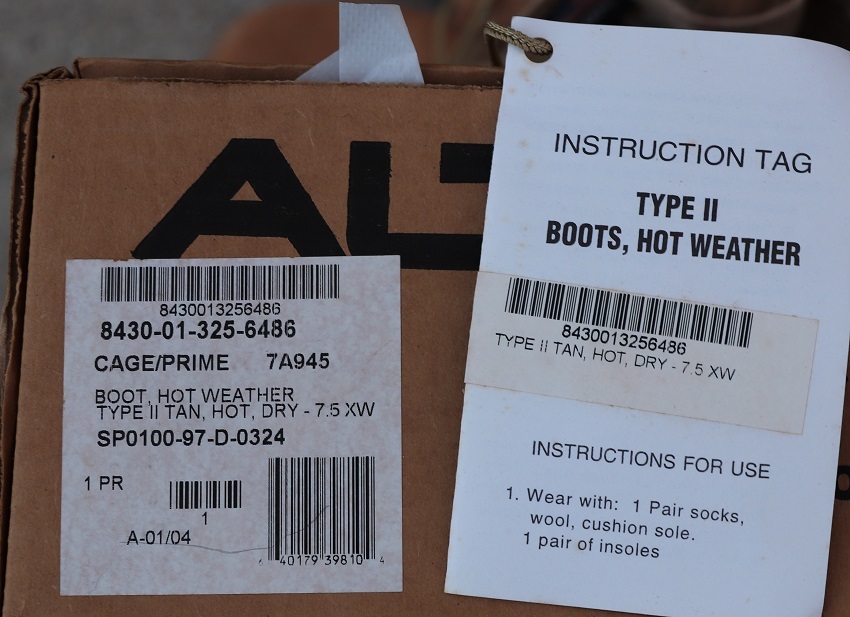 AL
8430013256486
8430-01-325-6486
CAGE/PRIME 7A945
BOOT, HOT WEATHER
TYPE II TAN, HOT, DRY - 7.5 XW
SP0100-97-D-0324
1 PR
1
A-01/04
40179 39810 4
INSTRUCTION TAG
TYPE II
BOOTS, HOT WEATHER
8430013256486
TYPE II TAN, HOT, DRY - 7.5 XW
INSTRUCTIONS FOR USE
1. Wear with: 1 Pair socks,
wool, cushion sole.
1 pair of insoles